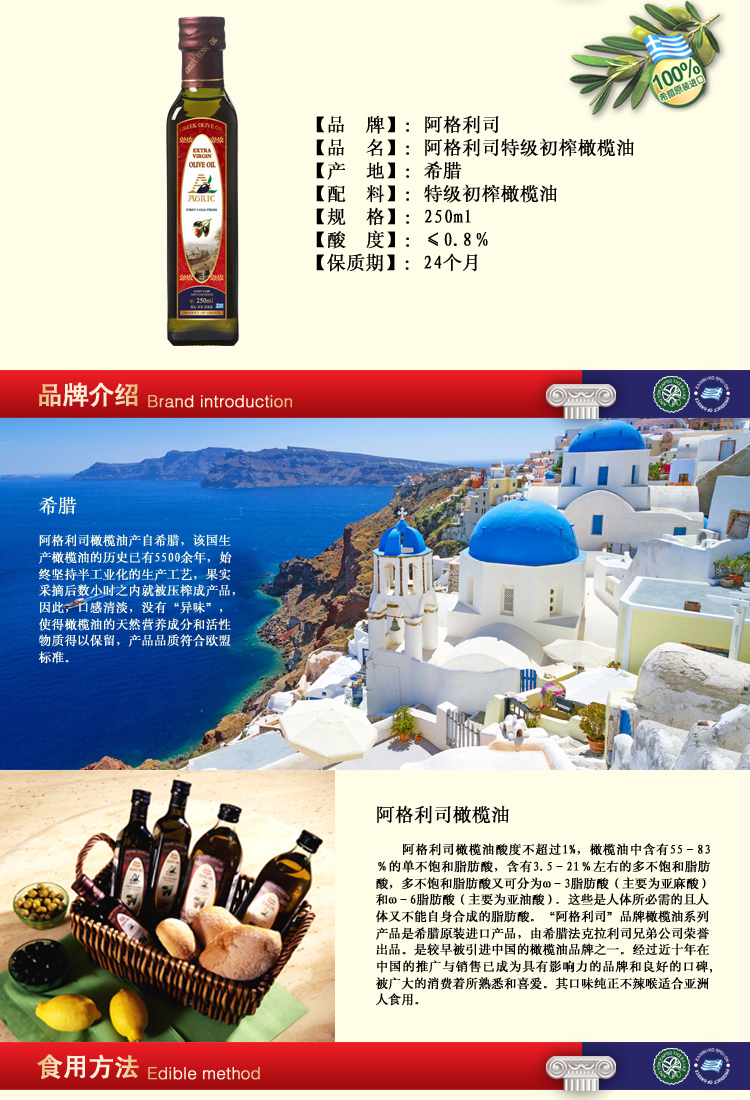 GREEK OLIVE OIL
EXTRA
VIRGIN
OLIVE OIL
AGRIC
FIRST COLD PRESS
250ml
100%
希腊原装进口
【品　牌】：阿格利司
【品　名】：阿格利司特级初榨橄榄油
【产　地】：希腊
【配　料】：特级初榨橄榄油
【规　格】：250ml
【酸　度】：≤0.8%
【保质期】：24个月
品牌介绍 Brand introduction
希腊
阿格利司橄榄油产自希腊，该国生
产橄榄油的历史已有5500余年，始
终坚持半工业化的生产工艺，果实
采摘后数小时之内就被压榨成产品，
因此，口感清淡，没有“异味”，
使得橄榄油的天然营养成分和活性
物质得以保留，产品品质符合欧盟
标准。
阿格利司橄榄油
阿格利司橄榄油酸度不超过1%，橄榄油中含有55-83
%的单不饱和脂肪酸，含有3.5-21%左右的多不饱和脂肪
酸，多不饱和脂肪酸又可分为ω-3脂肪酸（主要为亚麻酸）
和ω-6脂肪酸（主要为亚油酸）．这些是人体所必需的且人
体又不能自身合成的脂肪酸。“阿格利司”品牌橄榄油系列
产品是希腊原装进口产品，由希腊法克拉利司兄弟公司荣誉
出品。是较早被引进中国的橄榄油品牌之一。经过近十年在
中国的推广与销售已成为具有影响力的品牌和良好的口碑，
被广大的消费着所熟悉和喜爱。其口味纯正不辣喉适合亚洲
人食用。
食用方法 Edible method